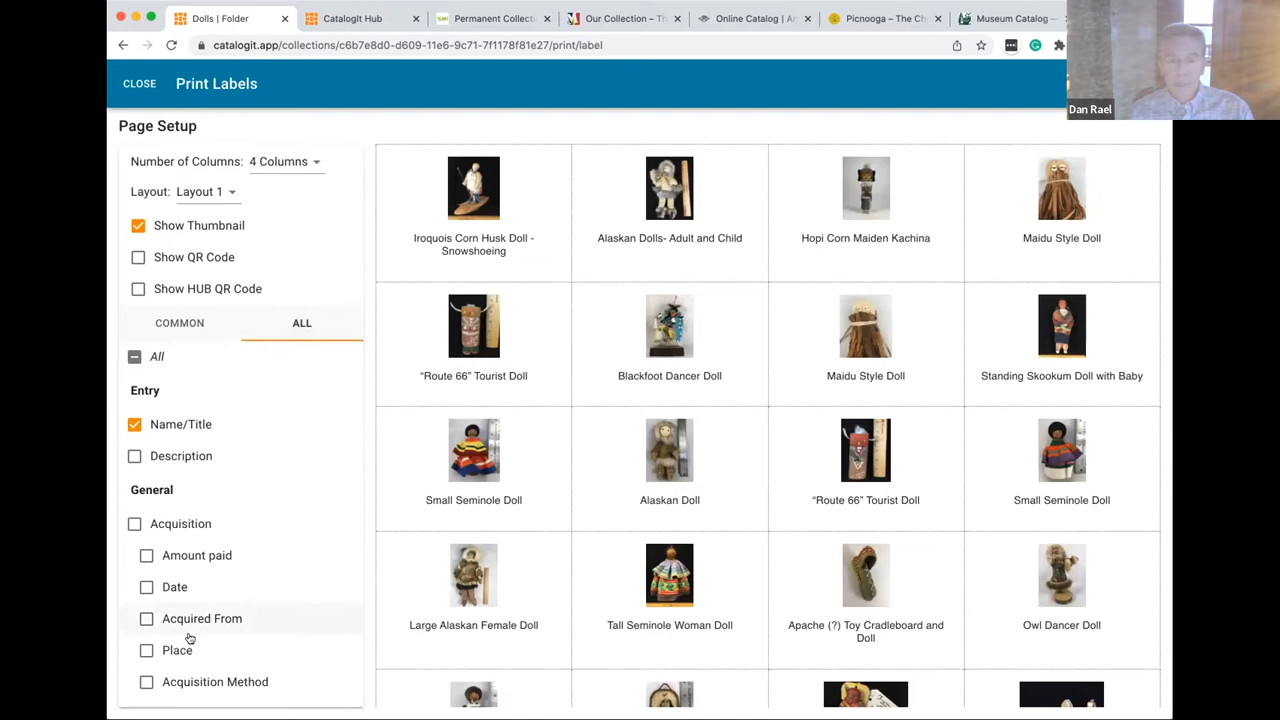 Dolls | Folder
CatalogIt Hub
Permanent Collecti
Our Collection – Th
Online Catalog | A
Picnooga – The Ch
Museum Catalog —
catalogit.app/collections/c6b7e8d0-d609-11e6-9c71-7f1178f81e27/print/label
Dan Rael
CLOSE
Print Labels
Page Setup
Number of Columns: 4 Columns
Layout: Layout 1
Show Thumbnail
Show QR Code
Show HUB QR Code
COMMON
ALL
All
Entry
Name/Title
Description
General
Acquisition
Amount paid
Date
Acquired From
Place
Acquisition Method
Iroquois Corn Husk Doll -
Snowshoeing
Alaskan Dolls- Adult and Child
Hopi Corn Maiden Kachina
Maidu Style Doll
“Route 66” Tourist Doll
Blackfoot Dancer Doll
Maidu Style Doll
Standing Skookum Doll with Baby
Small Seminole Doll
Alaskan Doll
“Route 66” Tourist Doll
Small Seminole Doll
Large Alaskan Female Doll
Tall Seminole Woman Doll
Apache (?) Toy Cradleboard and
Doll
Owl Dancer Doll